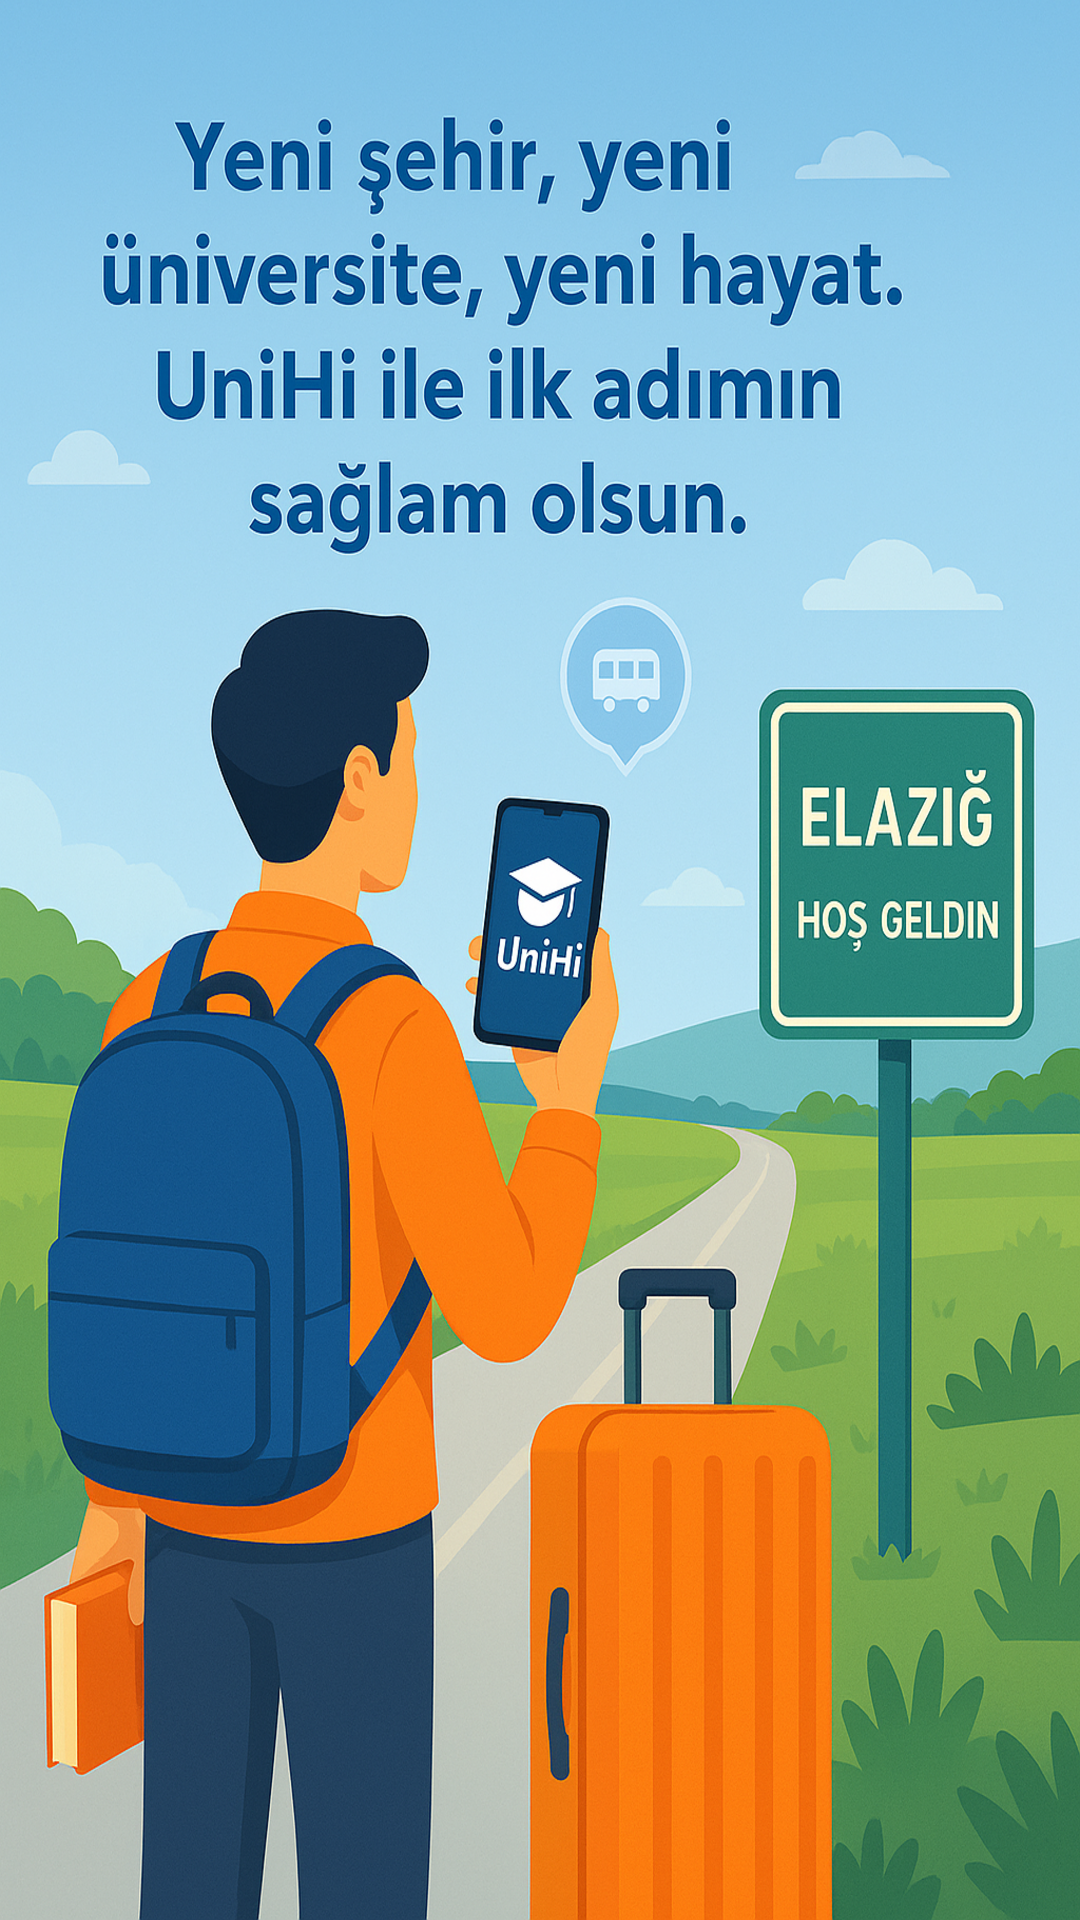 Yeni şehir, yeni
üniversite, yeni hayat.
UniHi ile ilk adımın
sağlam olsun.
UniHi
ELAZIĞ
HOŞ GELDIN